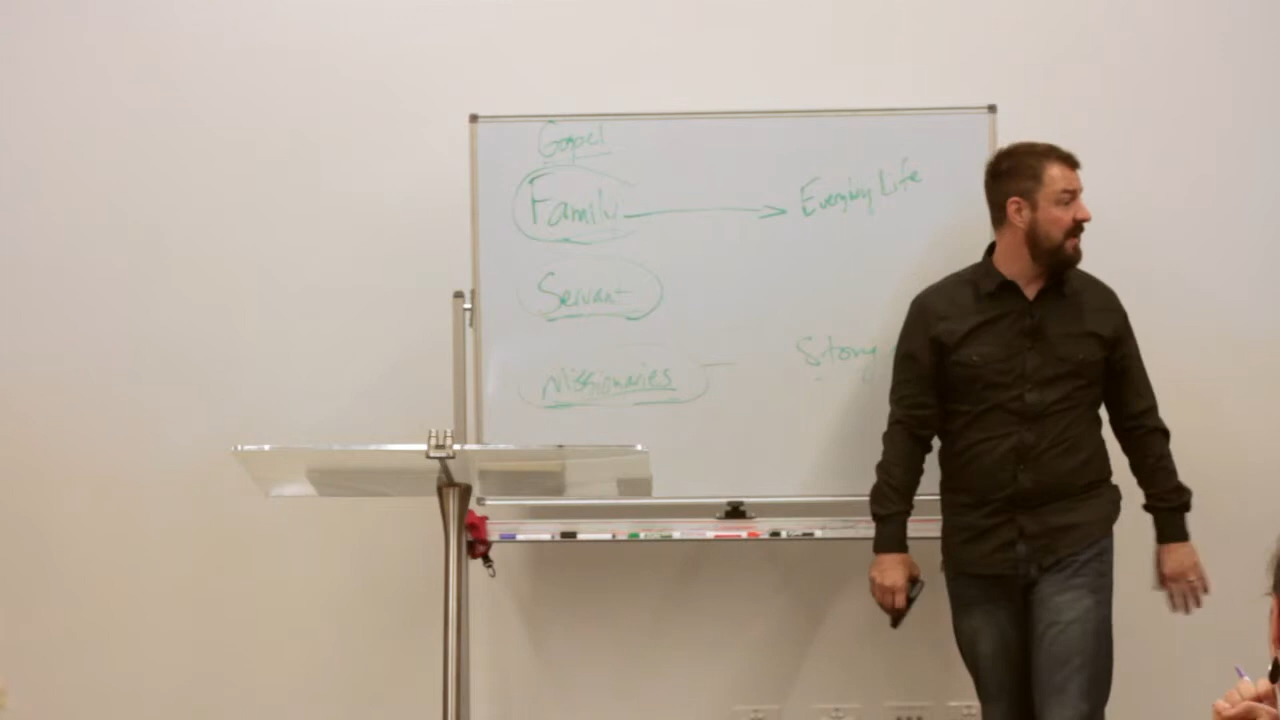 Gospel
Family
Everyday Life
Servant
Story
Missionaries